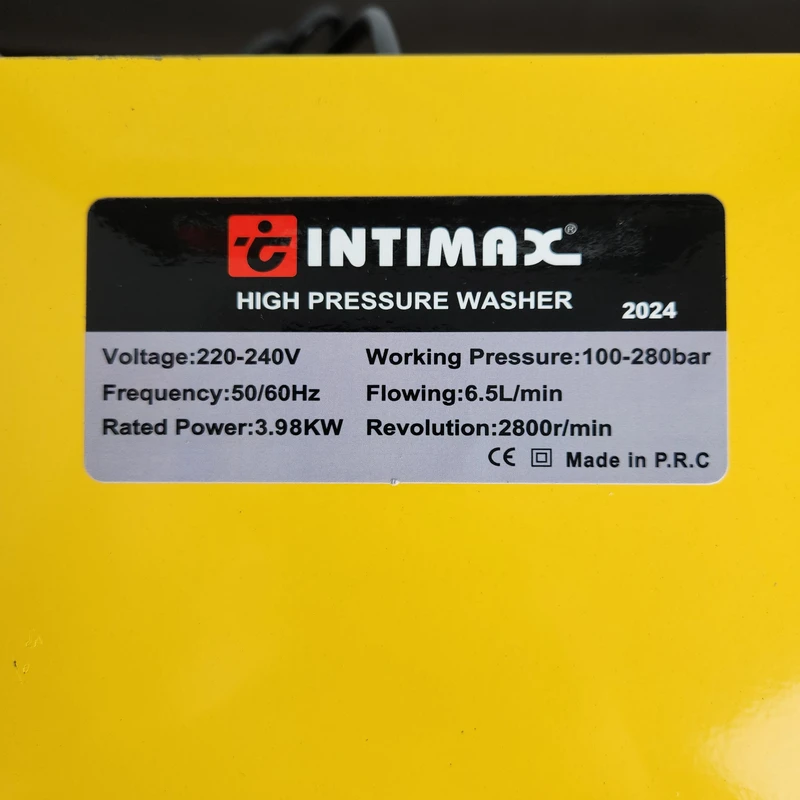 INTIMAX®
HIGH PRESSURE WASHER
2024
Voltage:220-240V
Working Pressure:100-280bar
Frequency:50/60Hz
Flowing:6.5L/min
Rated Power:3.98KW
Revolution:2800r/min
CE
Made in P.R.C